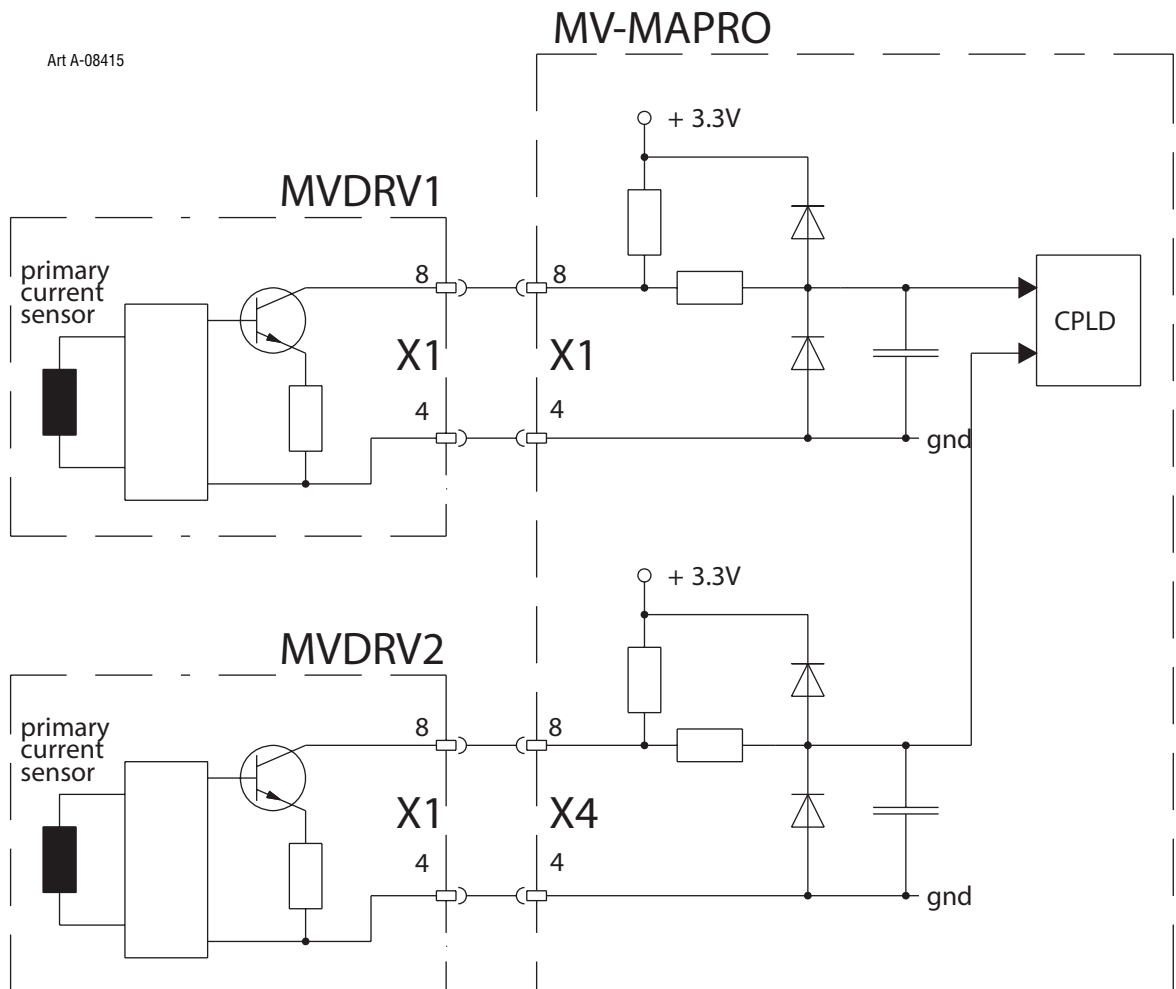 MV-MAPRO
Art A-08415
+ 3.3V
MVDRV1
primary
current
sensor
8
8
X1
X1
CPLD
4
4
gnd
+ 3.3V
MVDRV2
primary
current
sensor
8
8
X1
X4
4
4
gnd